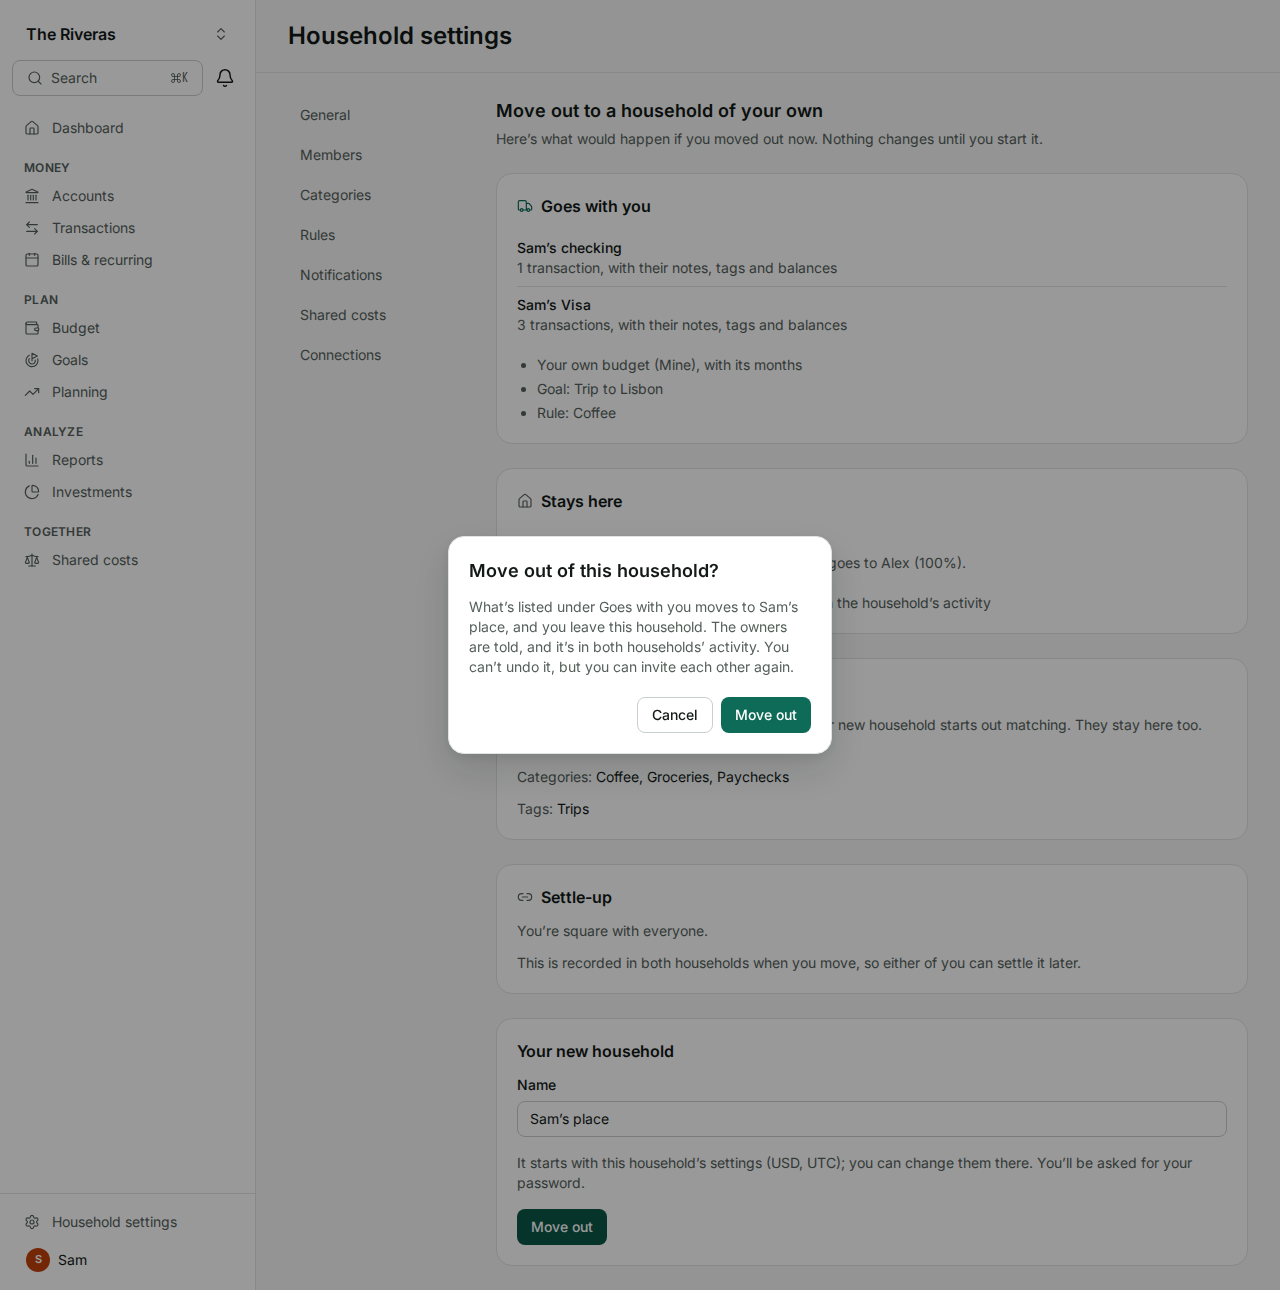 The Riveras
Search
⌘K
Dashboard
MONEY
Accounts
Transactions
Bills & recurring
PLAN
Budget
Goals
Planning
ANALYZE
Reports
Investments
TOGETHER
Shared costs
Household settings
S
Sam
Household settings
General
Members
Categories
Rules
Notifications
Shared costs
Connections
Move out to a household of your own
Here’s what would happen if you moved out now. Nothing changes until you start it.
Goes with you
Sam’s checking
1 transaction, with their notes, tags and balances
Sam’s Visa
3 transactions, with their notes, tags and balances
• Your own budget (Mine), with its months
• Goal: Trip to Lisbon
• Rule: Coffee
Stays here
goes to Alex (100%).
the household’s activity
new household starts out matching. They stay here too.
Categories: Coffee, Groceries, Paychecks
Tags: Trips
Settle-up
You’re square with everyone.
This is recorded in both households when you move, so either of you can settle it later.
Your new household
Name
Sam’s place
It starts with this household’s settings (USD, UTC); you can change them there. You’ll be asked for your
password.
Move out
Move out of this household?
What’s listed under Goes with you moves to Sam’s
place, and you leave this household. The owners
are told, and it’s in both households’ activity. You
can’t undo it, but you can invite each other again.
Cancel
Move out